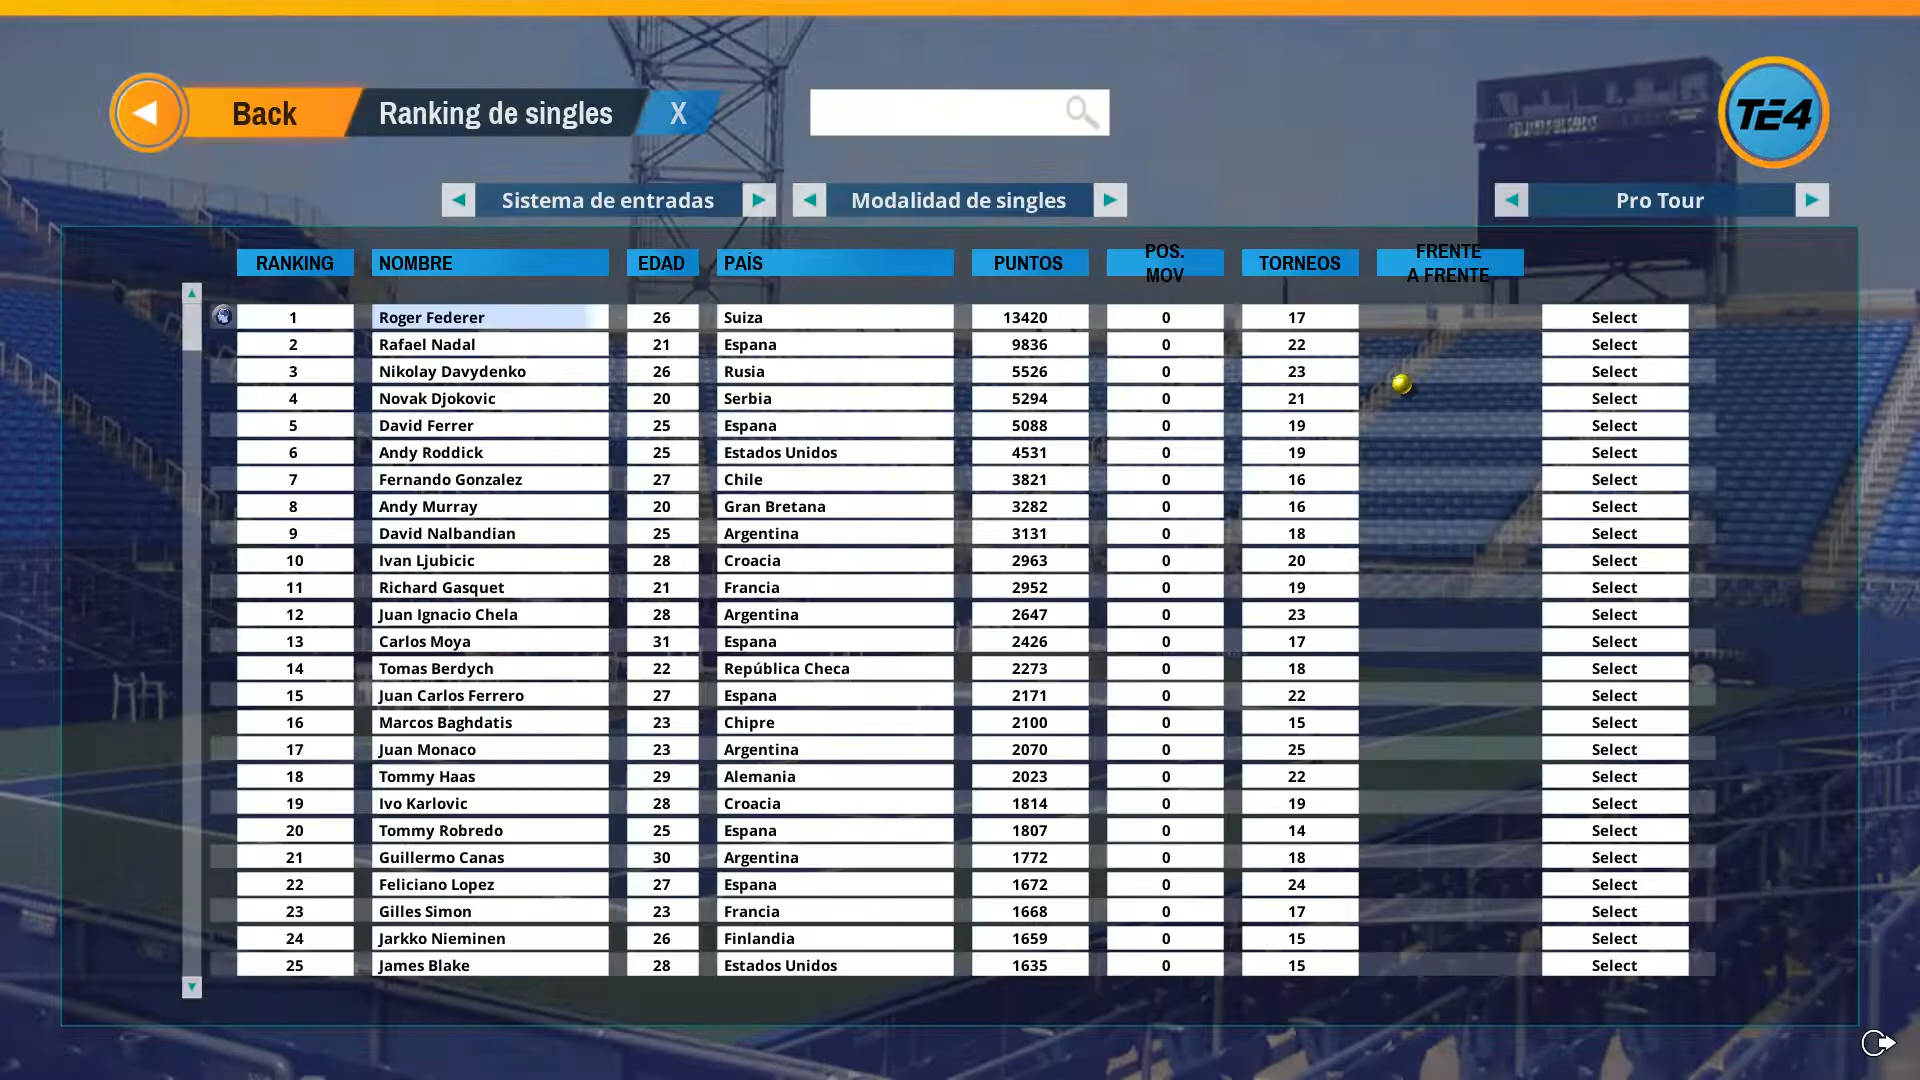 Back
Ranking de singles
X
TE4
Sistema de entradas
Modalidad de singles
Pro Tour
RANKING NOMBRE EDAD PAÍS PUNTOS POS. MOV TORNEOS FRENTE A FRENTE
1 Roger Federer 26 Suiza 13420 0 17 Select
2 Rafael Nadal 21 Espana 9836 0 22 Select
3 Nikolay Davydenko 26 Rusia 5526 0 23 Select
4 Novak Djokovic 20 Serbia 5294 0 21 Select
5 David Ferrer 25 Espana 5088 0 19 Select
6 Andy Roddick 25 Estados Unidos 4531 0 19 Select
7 Fernando Gonzalez 27 Chile 3821 0 16 Select
8 Andy Murray 20 Gran Bretana 3282 0 16 Select
9 David Nalbandian 25 Argentina 3131 0 18 Select
10 Ivan Ljubicic 28 Croacia 2963 0 20 Select
11 Richard Gasquet 21 Francia 2952 0 19 Select
12 Juan Ignacio Chela 28 Argentina 2647 0 23 Select
13 Carlos Moya 31 Espana 2426 0 17 Select
14 Tomas Berdych 22 República Checa 2273 0 18 Select
15 Juan Carlos Ferrero 27 Espana 2171 0 22 Select
16 Marcos Baghdatis 23 Chipre 2100 0 15 Select
17 Juan Monaco 23 Argentina 2070 0 25 Select
18 Tommy Haas 29 Alemania 2023 0 22 Select
19 Ivo Karlovic 28 Croacia 1814 0 19 Select
20 Tommy Robredo 25 Espana 1807 0 14 Select
21 Guillermo Canas 30 Argentina 1772 0 18 Select
22 Feliciano Lopez 27 Espana 1672 0 24 Select
23 Gilles Simon 23 Francia 1668 0 17 Select
24 Jarkko Nieminen 26 Finlandia 1659 0 15 Select
25 James Blake 28 Estados Unidos 1635 0 15 Select